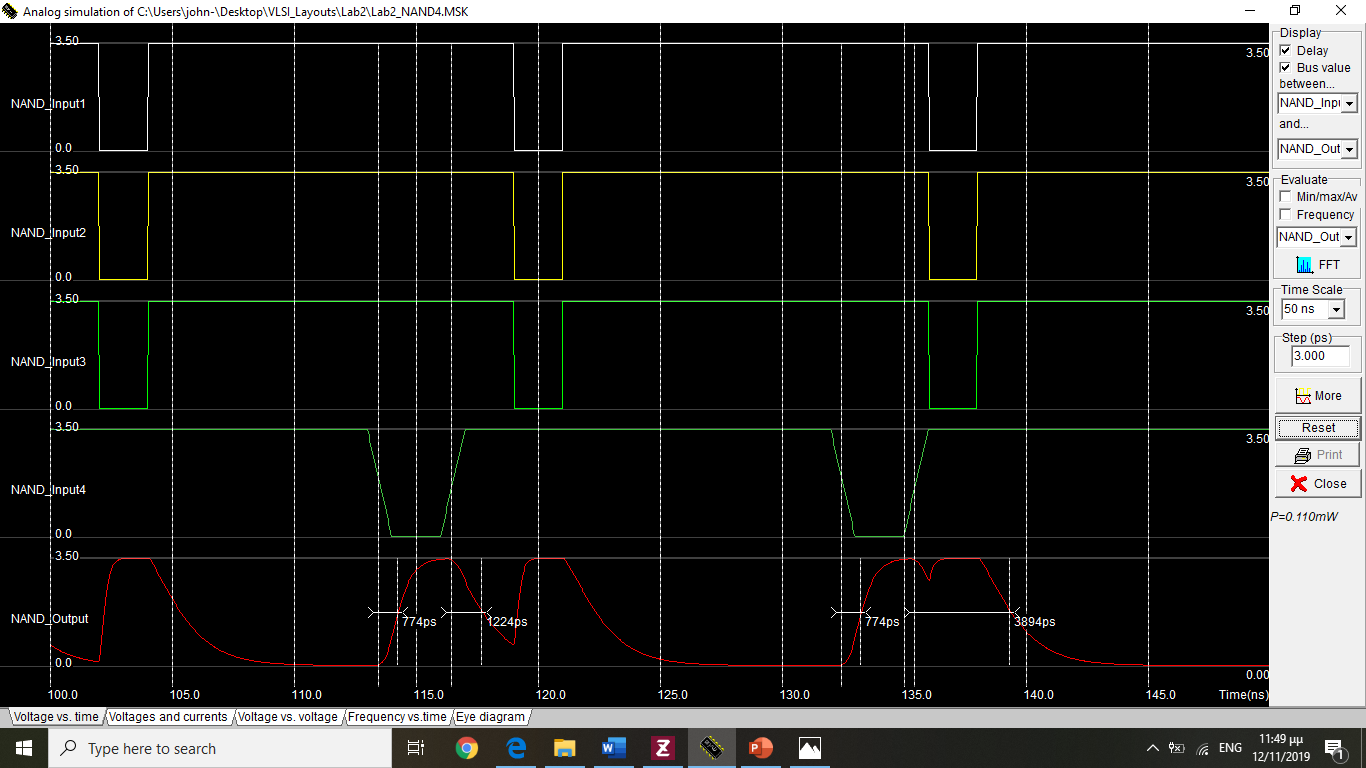 Analog simulation of C:\Users\john-\Desktop\VLSI_Layouts\Lab2\Lab2_NAND4.MSK
3.50
3.50
NAND_Input1
0.0
3.50
3.50
NAND_Input2
0.0
3.50
3.50
NAND_Input3
0.0
3.50
3.50
NAND_Input4
0.0
3.50
NAND_Output
774ps
1224ps
774ps
3894ps
0.0
0.00
100.0 105.0 110.0 115.0 120.0 125.0 130.0 135.0 140.0 145.0 Time(ns)
Voltage vs. time Voltages and currents Voltage vs. voltage Frequency vs.time Eye diagram
Display
Delay
Bus value
between...
NAND_Inpu
and...
NAND_Out
Evaluate
Min/max/Av
Frequency
NAND_Out
FFT
Time Scale
50 ns
Step (ps)
3.000
More
Reset
Print
Close
P=0.110mW
Type here to search
ENG
11:49 μμ
12/11/2019
1